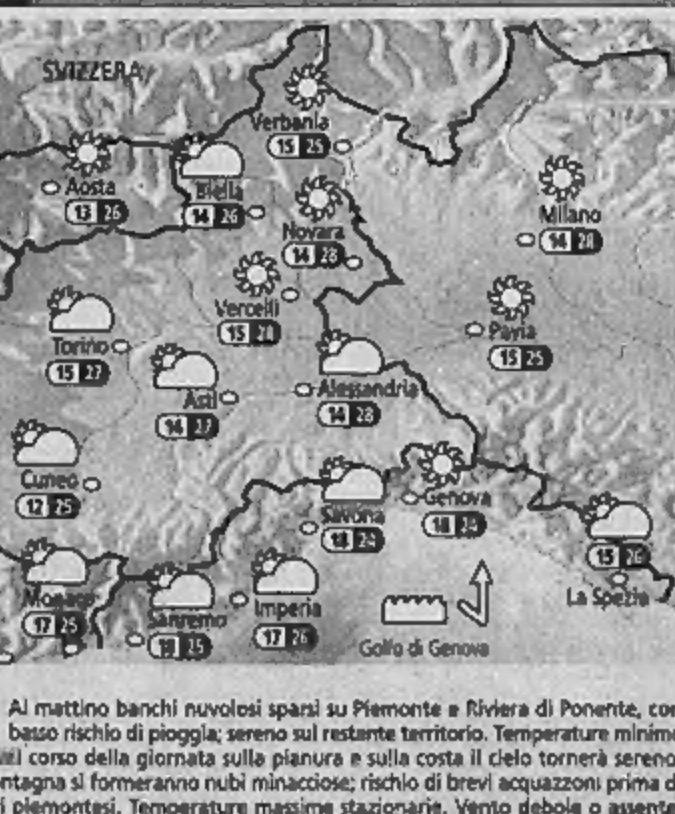 SVIZZERA
Verbania
15 25
Aosta
13 26
Biella
14 26
Novara
14 28
Milano
14 28
Vercelli
15
Torino
15 27
Pavia
15 25
Asti
14 27
Alessandria
14 28
Cuneo
12 25
Savona
18 24
Genova
18 24
15 26
La Spezia
Monaco
17 25
Sanremo
19 25
Imperia
17 26
Golfo di Genova
Al mattino banchi nuvolosi sparsi su Piemonte e Riviera di Ponente, con
basso rischio di pioggia; sereno sul restante territorio. Temperature minime
corso della giornata sulla pianura e sulla costa il cielo tornerà sereno
ntagna si formeranno nubi minacciose; rischio di brevi acquazzoni prima d
i piemontesi. Temperature massime stazionarie. Vento debole o assente